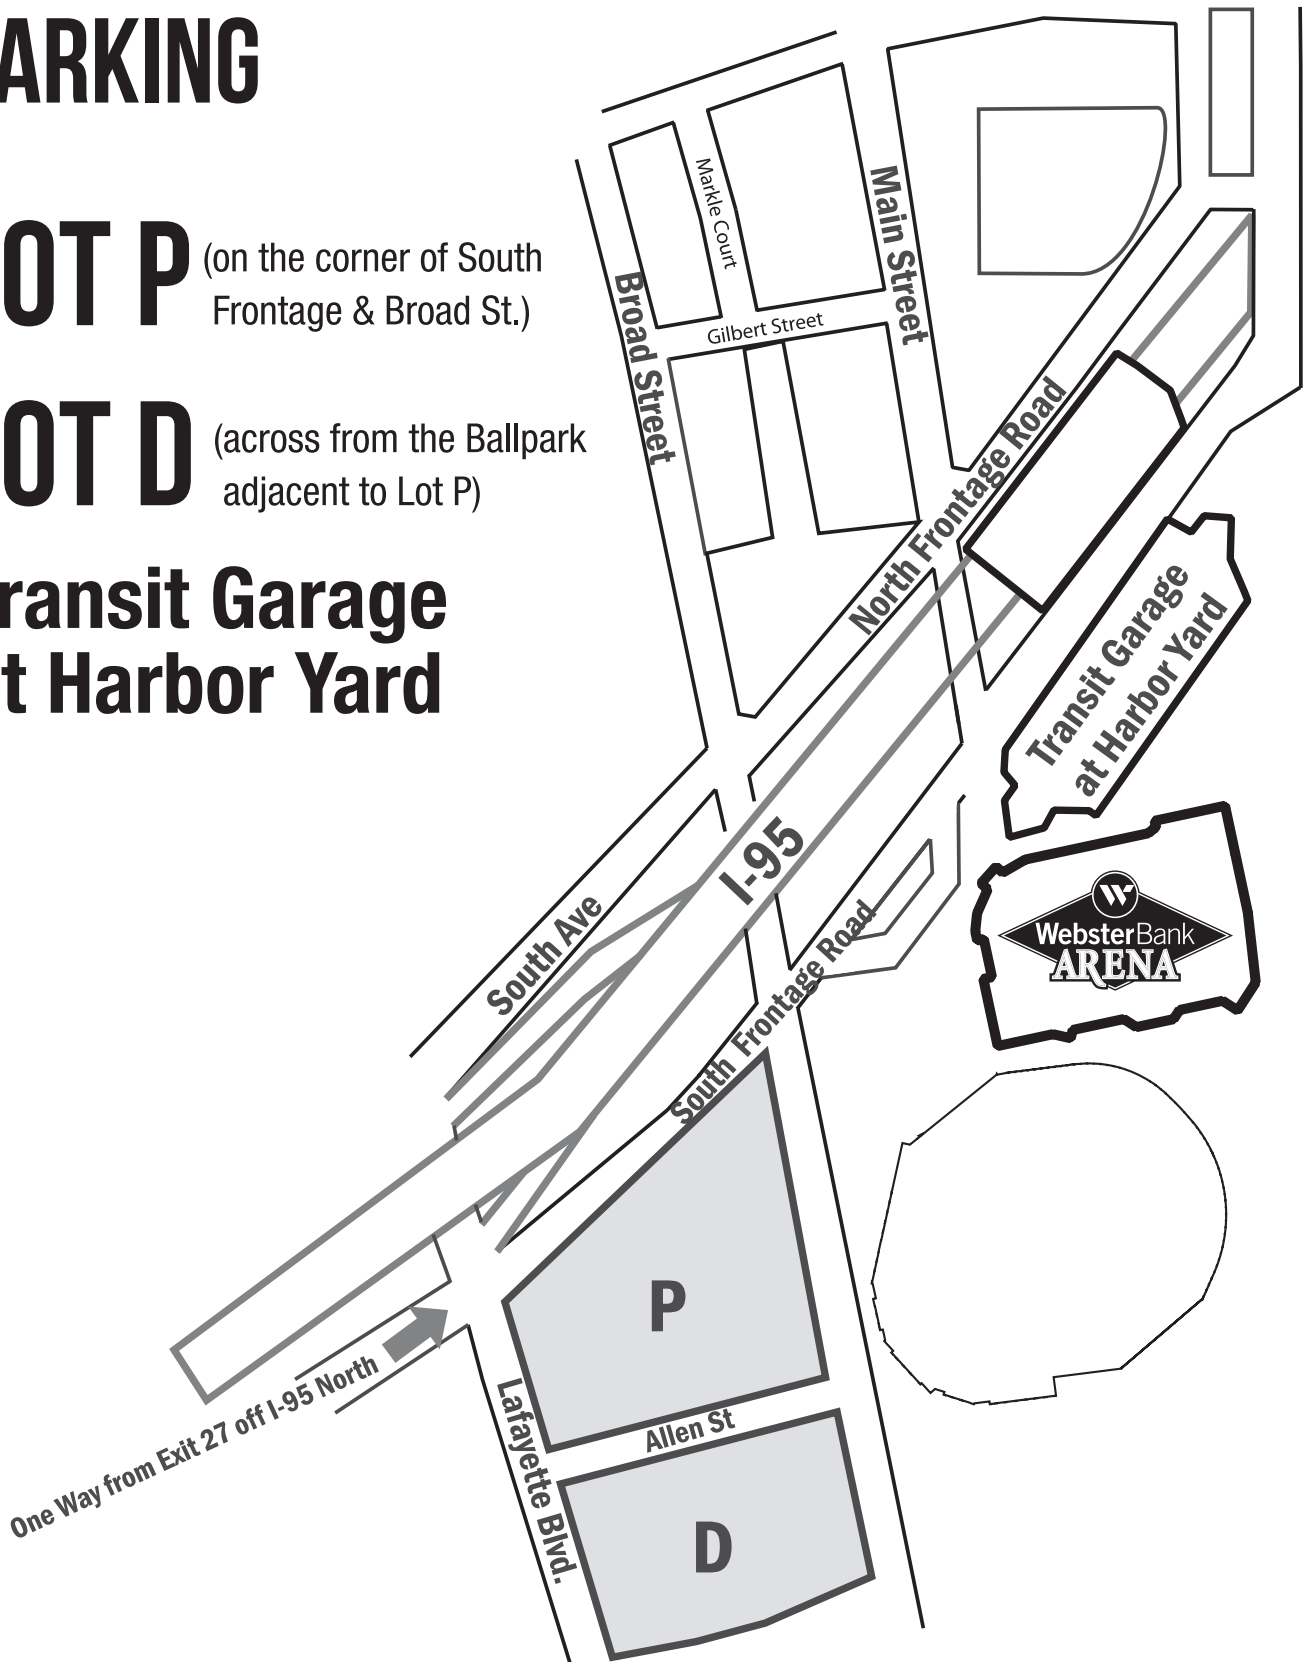 ARKING
OT P (on the corner of South
Frontage & Broad St.)
OT D (across from the Ballpark
adjacent to Lot P)
ransit Garage
t Harbor Yard
Markle Court
Main Street
Broad Street
Gilbert Street
North Frontage Road
Transit Garage
at Harbor Yard
I-95
South Ave
South Frontage Road
W
WebsterBank
ARENA
P
One Way from Exit 27 off I-95 North
Lafayette Blvd.
Allen St
D